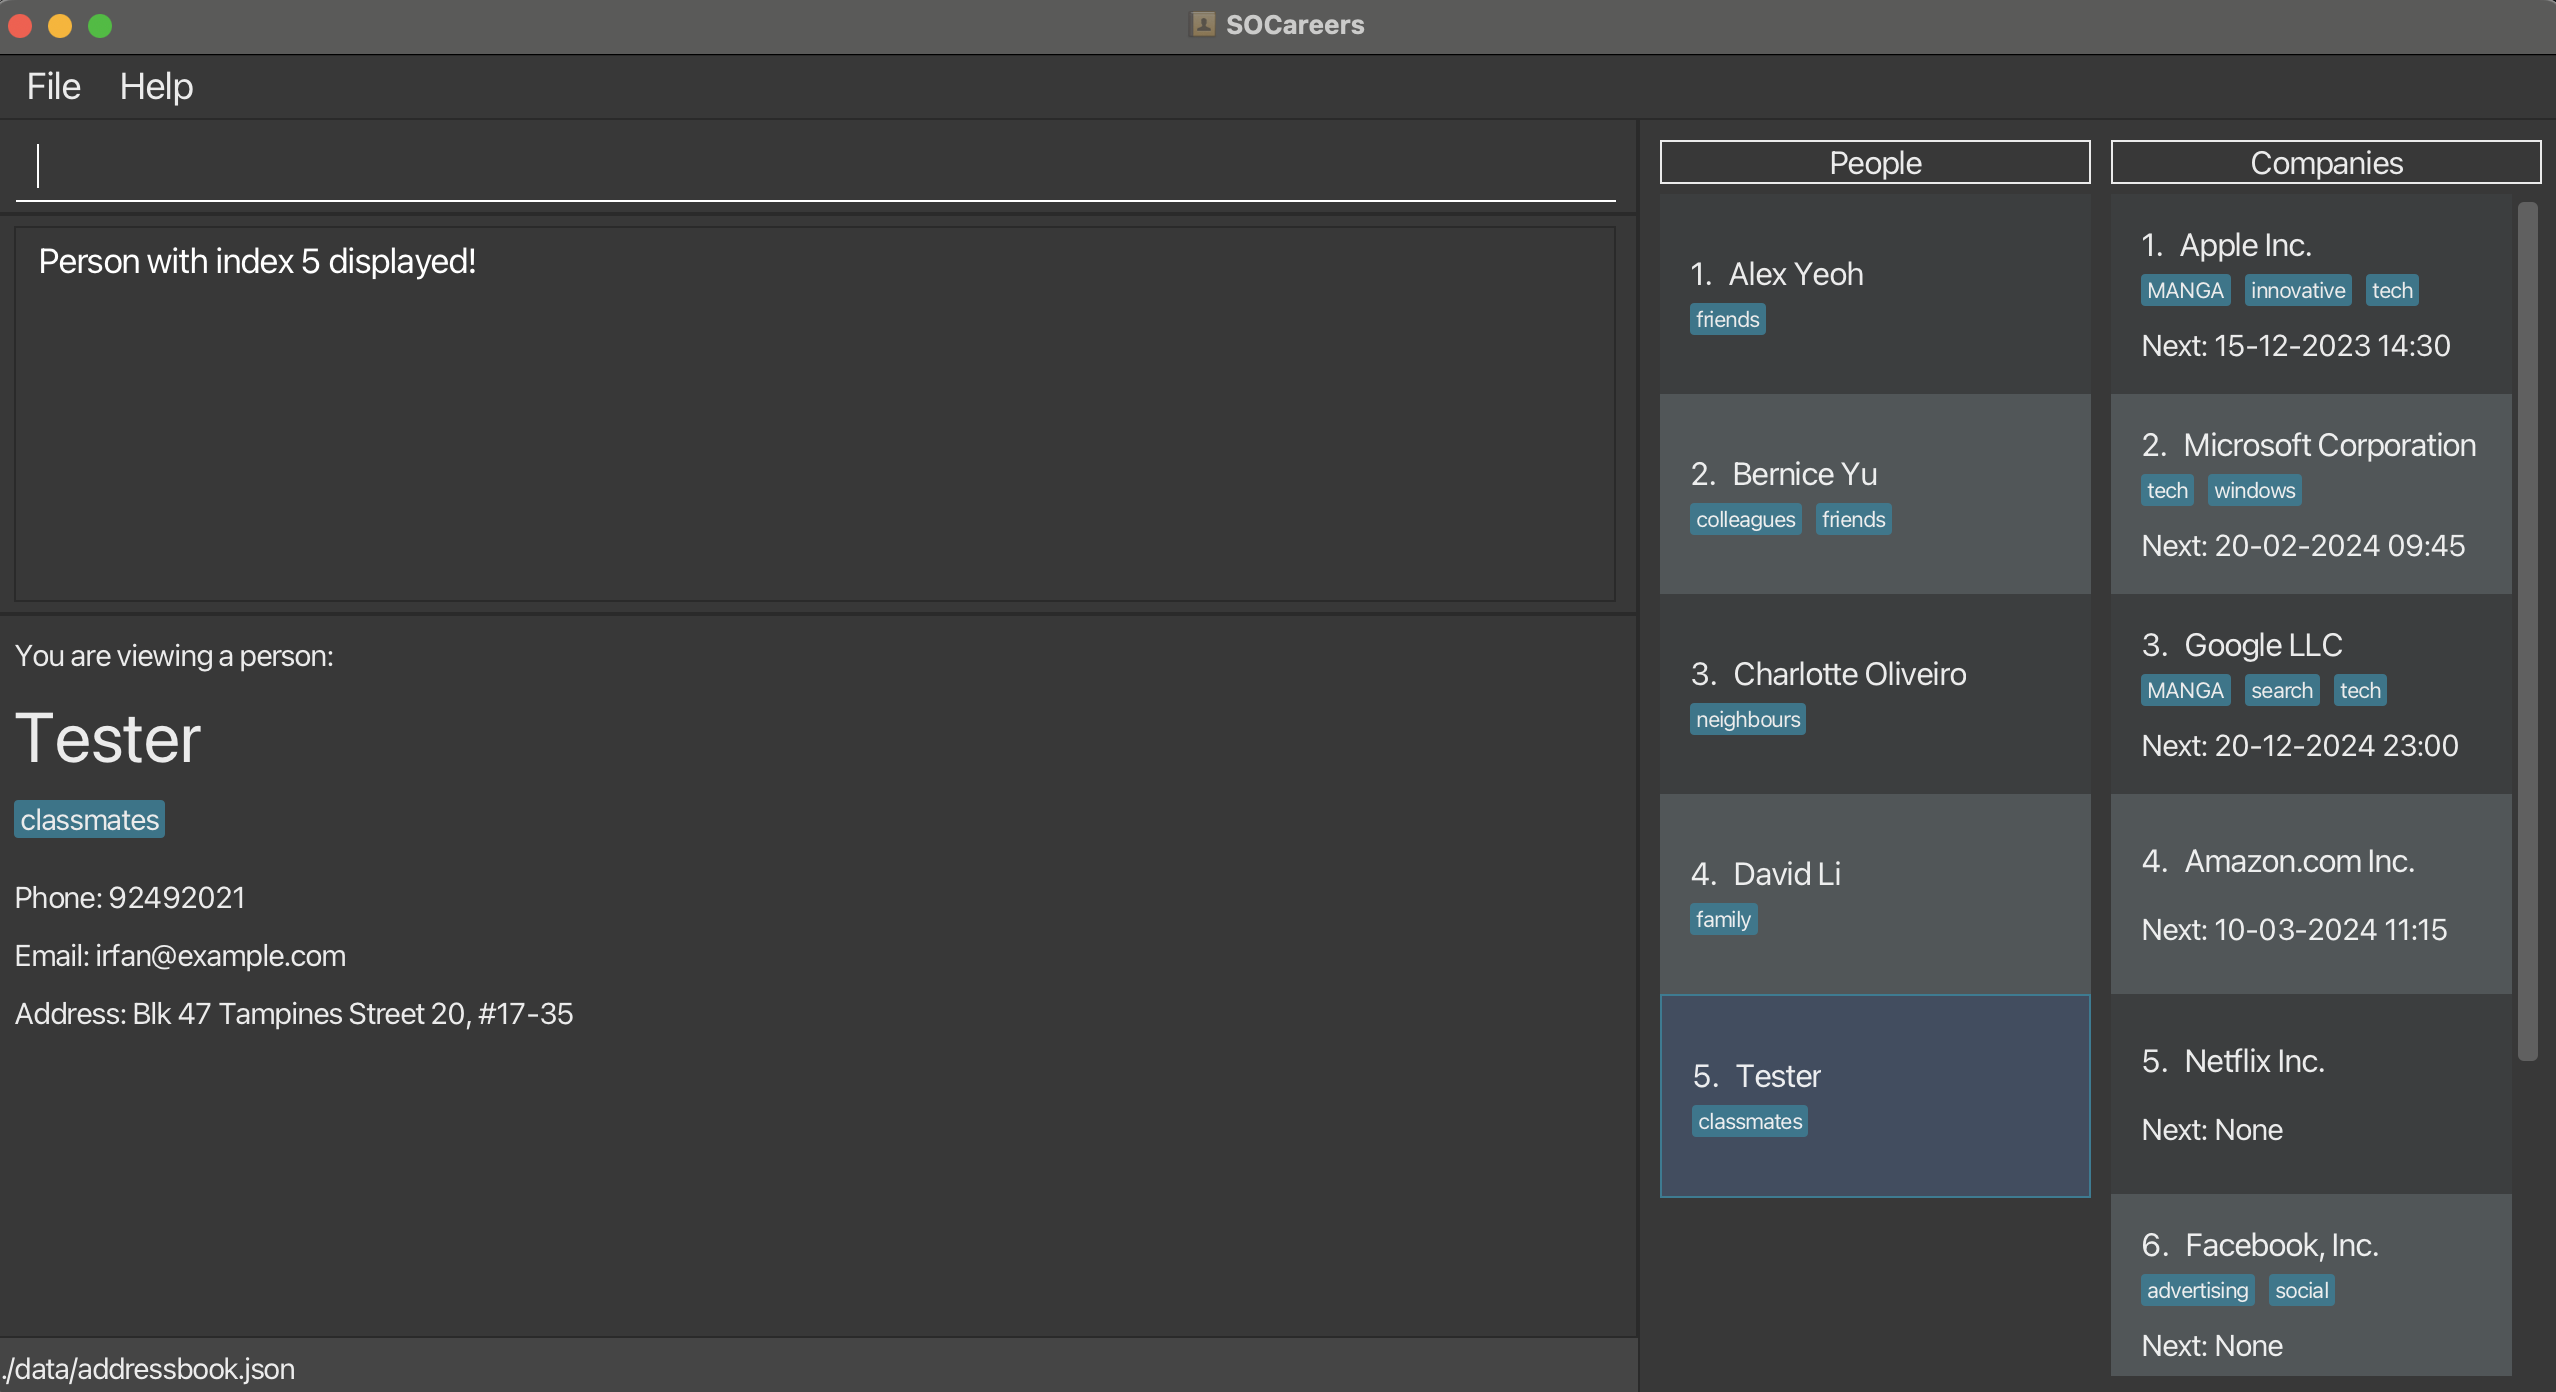 SOCareers
File Help
Person with index 5 displayed!
You are viewing a person:
Tester
classmates
Phone: 92492021
Email: irfan@example.com
Address: Blk 47 Tampines Street 20, #17-35
./data/addressbook.json
People
1. Alex Yeoh
friends
2. Bernice Yu
colleagues friends
3. Charlotte Oliveiro
neighbours
4. David Li
family
5. Tester
classmates
Companies
1. Apple Inc.
MANGA innovative tech
Next: 15-12-2023 14:30
2. Microsoft Corporation
tech windows
Next: 20-02-2024 09:45
3. Google LLC
MANGA search tech
Next: 20-12-2024 23:00
4. Amazon.com Inc.
Next: 10-03-2024 11:15
5. Netflix Inc.
Next: None
6. Facebook, Inc.
advertising social
Next: None